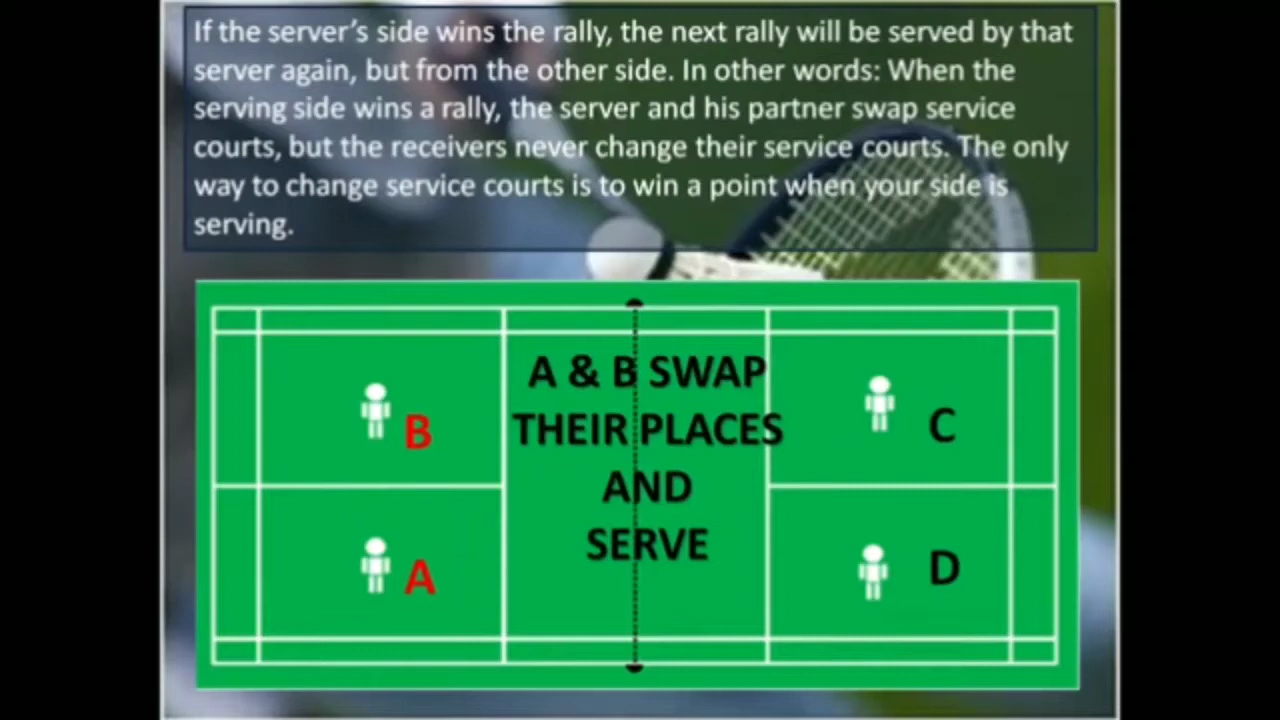 If the server's side wins the rally, the next rally will be served by that
server again, but from the other side. In other words: When the
serving side wins a rally, the server and his partner swap service
courts, but the receivers never change their service courts. The only
way to change service courts is to win a point when your side is
serving.
A & B SWAP
THEIR PLACES
AND
SERVE
B
A
C
D